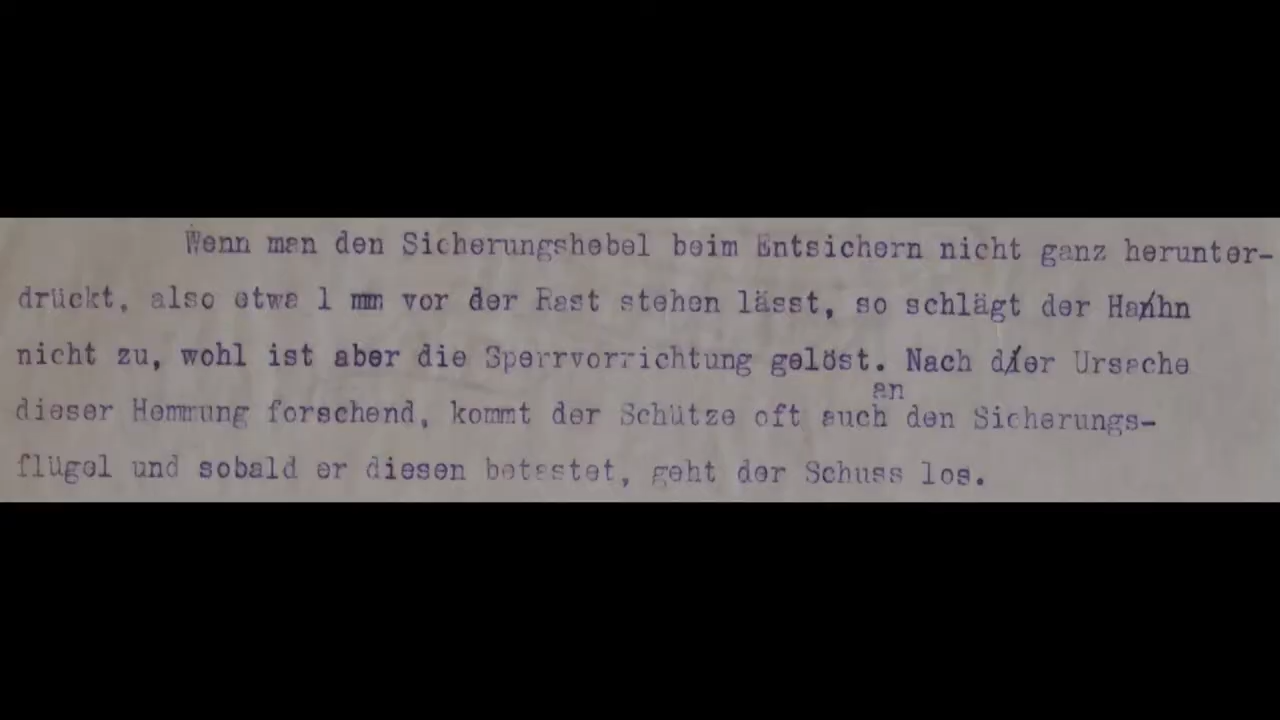 Wenn man den Sicherungshebel beim Entsichern nicht ganz herunter-
drückt, also etwa 1 mm vor der Rast stehen lässt, so schlägt der Hahn
nicht zu, wohl ist aber die Sperrvorrichtung gelöst. Nach der Ursache
an
dieser Hemmung forschend, kommt der Schütze oft auch den Sicherungs-
flügel und sobald er diesen betastet, geht der Schuss los.